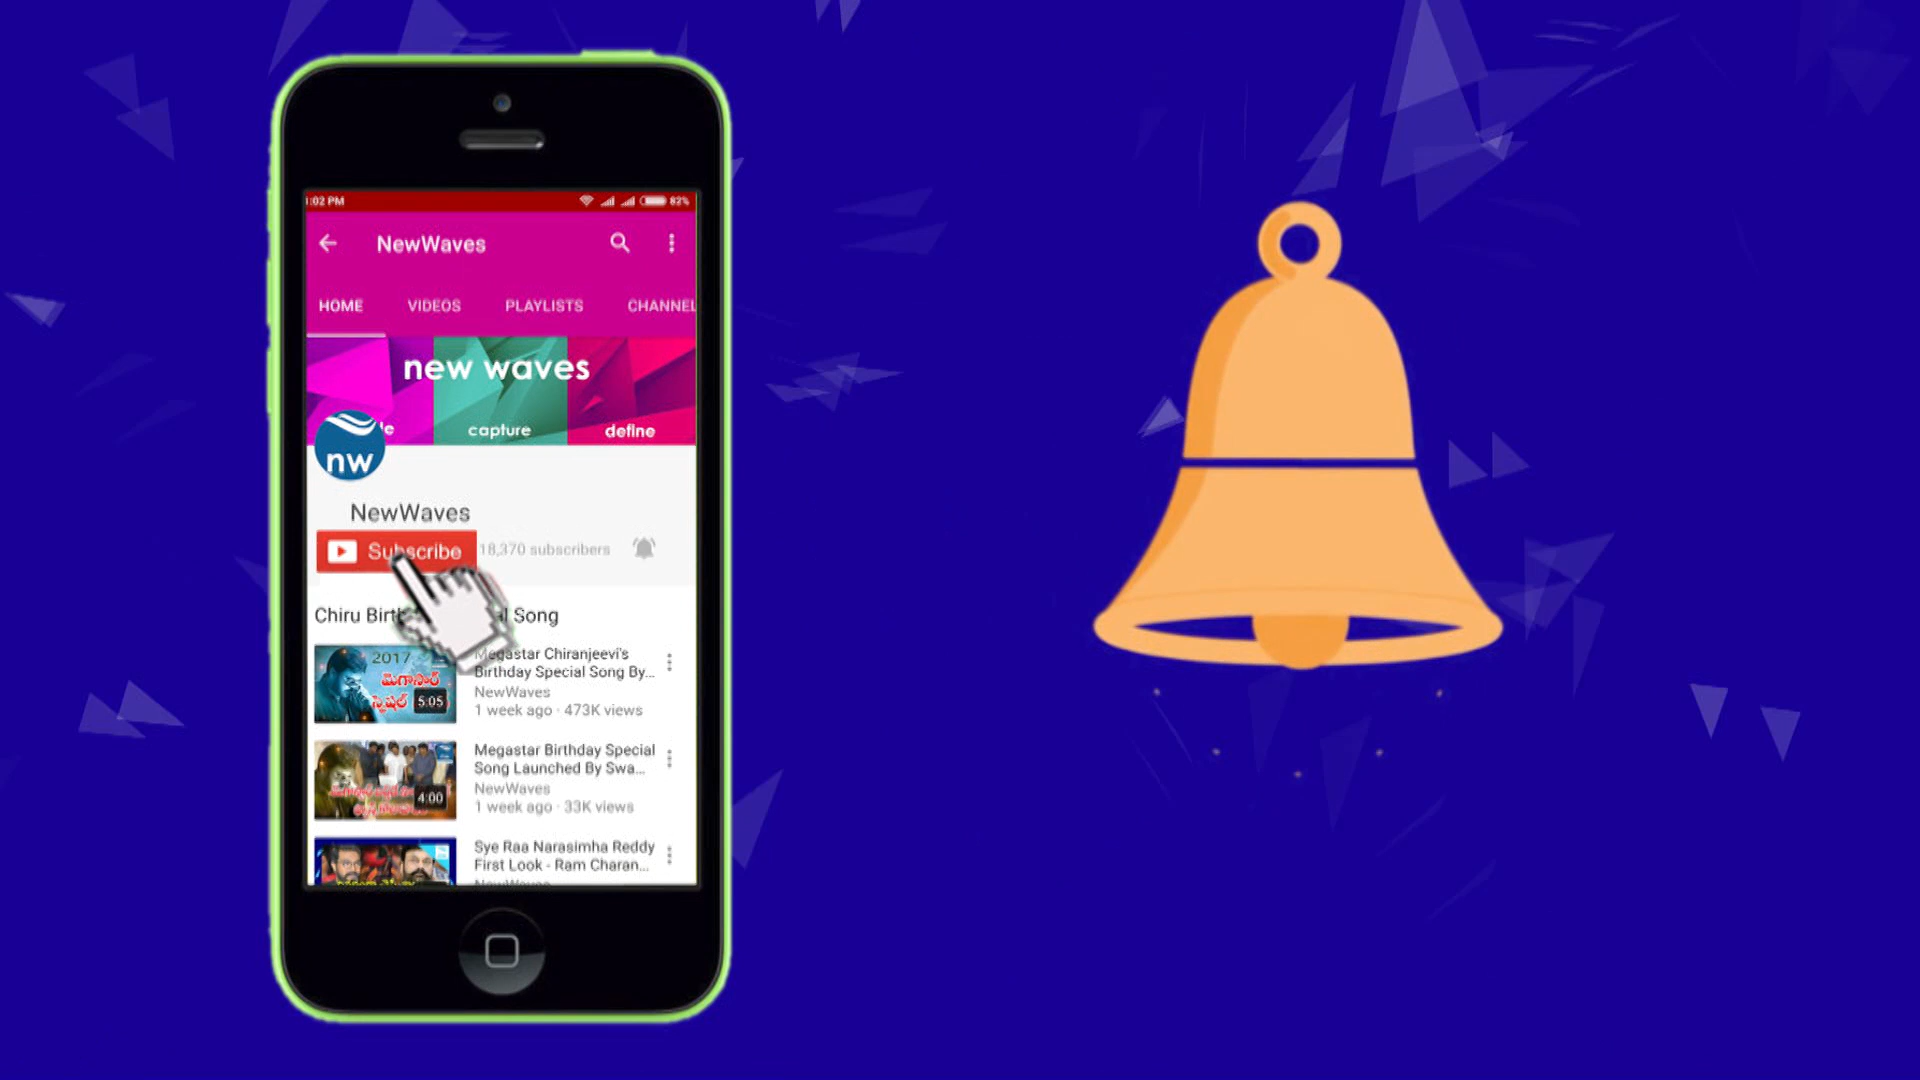 1:02 PM
82%
NewWaves
HOME VIDEOS PLAYLISTS CHANNEL
new waves
capture define
nw
NewWaves
Subscribe 18,370 subscribers
Chiru Birth Song
2017
మెగాస్టార్
స్పెషల్
5:05
Megastar Chiranjeevi's
Birthday Special Song By...
NewWaves
1 week ago · 473K views
4:00
Megastar Birthday Special
Song Launched By Swa...
NewWaves
1 week ago · 33K views
Sye Raa Narasimha Reddy
First Look - Ram Charan...
NewWaves